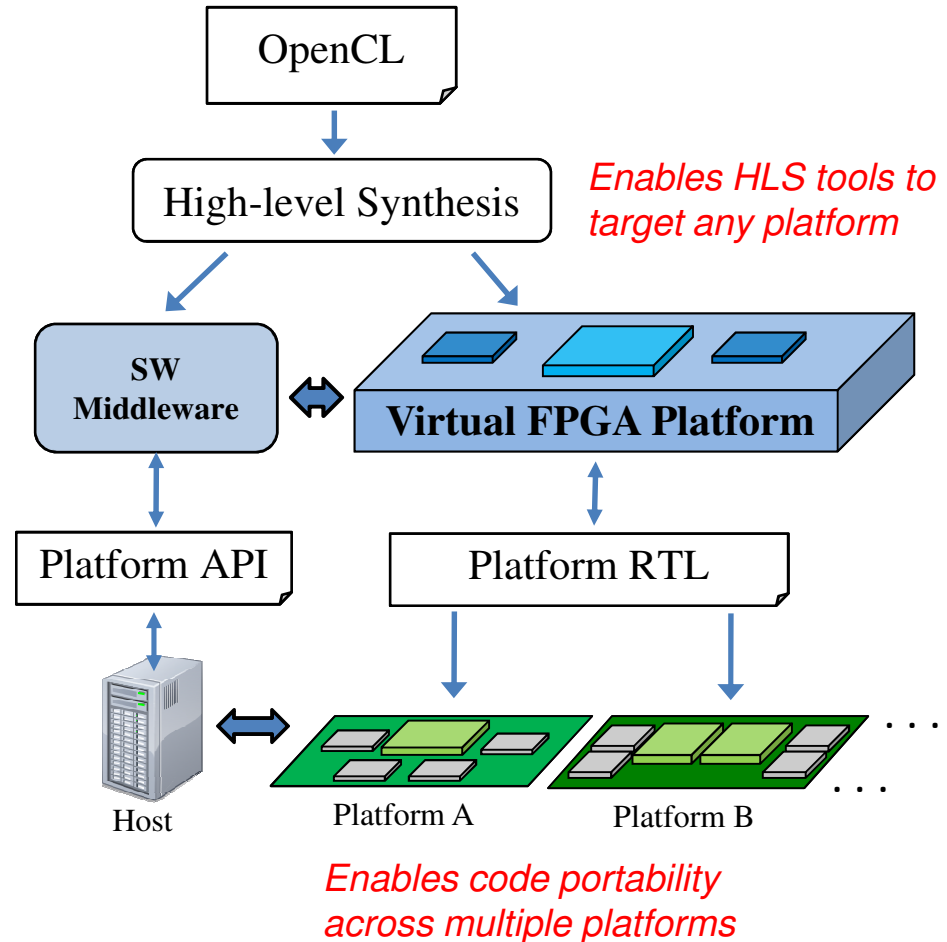 OpenCL
High-level Synthesis
Enables HLS tools to
target any platform
SW
Middleware
Virtual FPGA Platform
Platform API
Platform RTL
. . . .
. . .
Host
Platform A
Platform B
Enables code portability
across multiple platforms